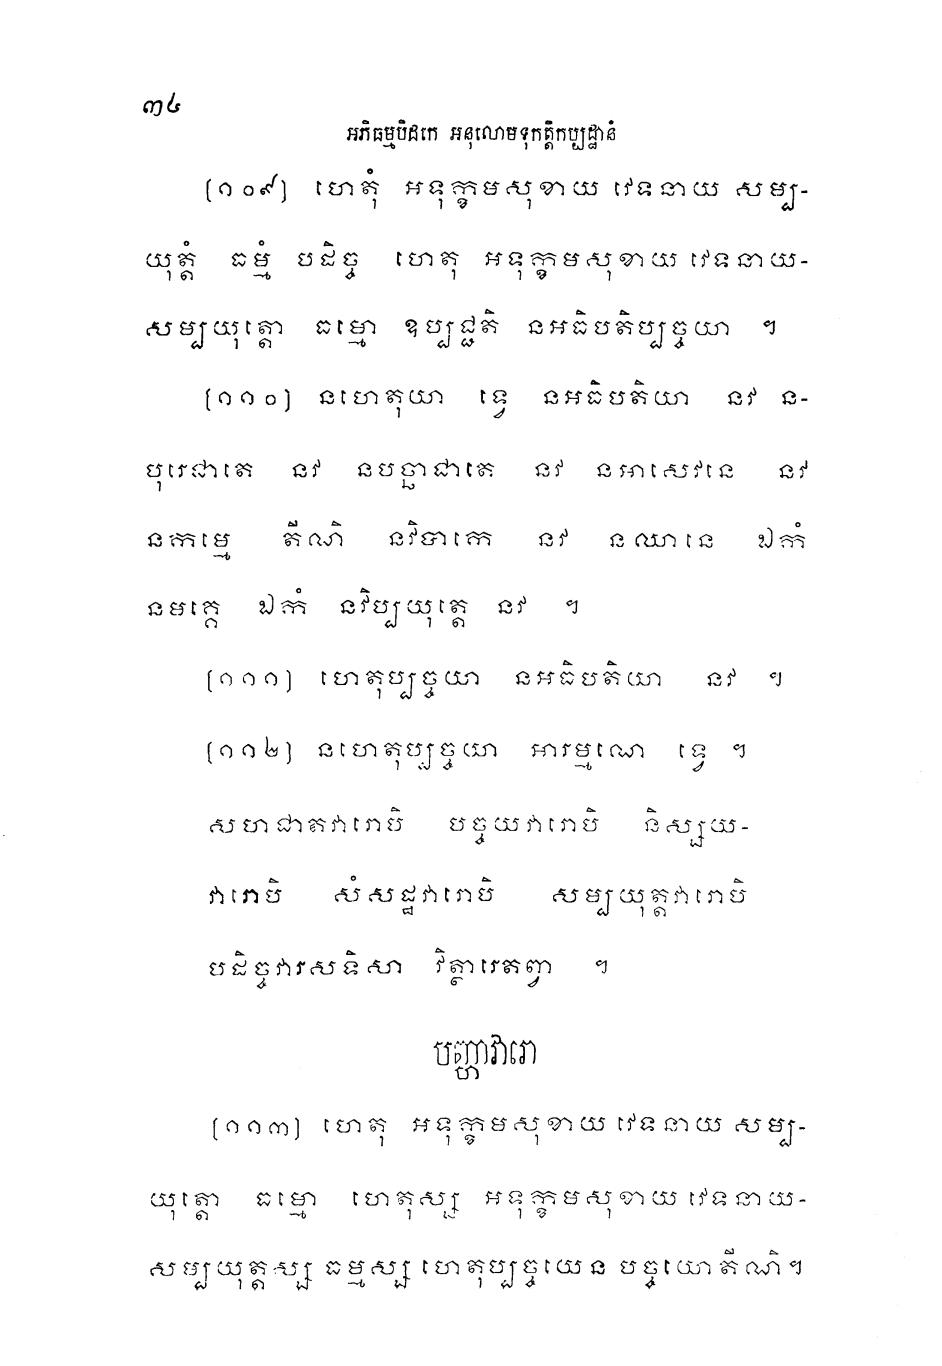 ៣៤
អភិធម្មបិដកេ អនុលោមទុកត្តិកប្បដ្ឋានំ
[១០៩] ហេតុំ អទុក្ខមសុខាយ វេទនាយ សម្ប-
យុត្តំ ធម្មំ បដិច្ច ហេតុ អទុក្ខមសុខាយ វេទនាយ-
សម្បយុត្តោ ធម្មោ ឧប្បជ្ជតិ នអធិបតិប្បច្ចយា ។
[១១០] នហេតុយា ទ្វេ នអធិបតិយា នវ ន-
បុរេជាតេ នវ នបច្ឆាជាតេ នវ នអាសេវនេ នវ
នកម្មេ តីណិ នវិបាកេ នវ នឈានេ ឯកំ
នមគ្គេ ឯកំ នវិប្បយុត្តេ នវ ។
[១១១] ហេតុប្បច្ចយា នអធិបតិយា នវ ។
[១១២] នហេតុប្បច្ចយា អារម្មណេ ទ្វេ ។
សហជាតវារោបិ បច្ចយវារោបិ និស្សយ-
វារោបិ សំសដ្ឋវារោបិ សម្បយុត្តវារោបិ
បដិច្ចវារសទិសា វិត្ថារេតព្វា ។
បញ្ហាវារោ
[១១៣] ហេតុ អទុក្ខមសុខាយ វេទនាយ សម្ប-
យុត្តោ ធម្មោ ហេតុស្ស អទុក្ខមសុខាយ វេទនាយ-
សម្បយុត្តស្ស ធម្មស្ស ហេតុប្បច្ចយេន បច្ចយោ តីណិ ។